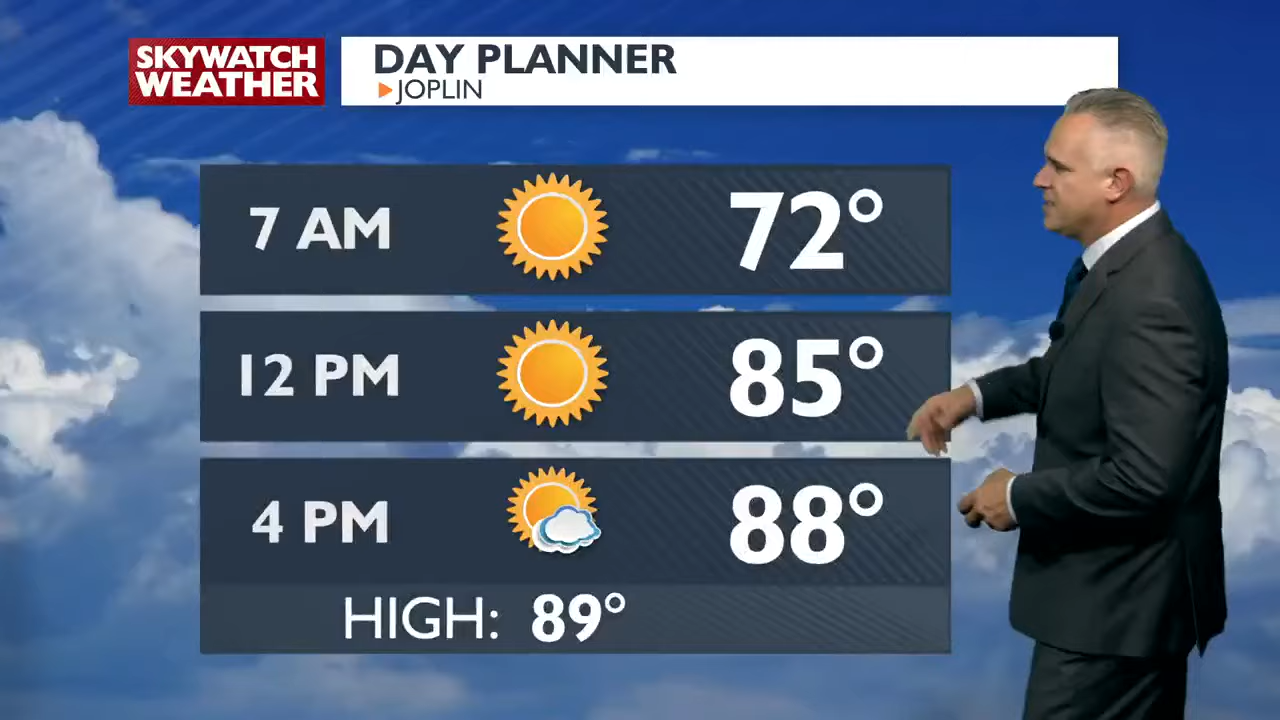 SKYWATCH
WEATHER
DAY PLANNER
JOPLIN
7 AM 72°
12 PM 85°
4 PM 88°
HIGH: 89°